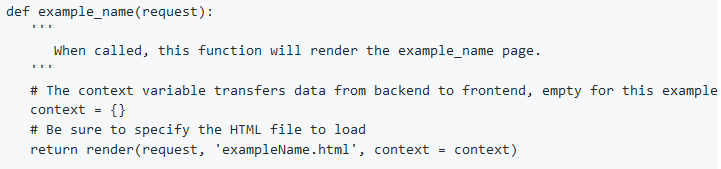 def example_name(request):
   '''
      When called, this function will render the example_name page.
   '''
   # The context variable transfers data from backend to frontend, empty for this example
   context = {}
   # Be sure to specify the HTML file to load
   return render(request, 'exampleName.html', context = context)